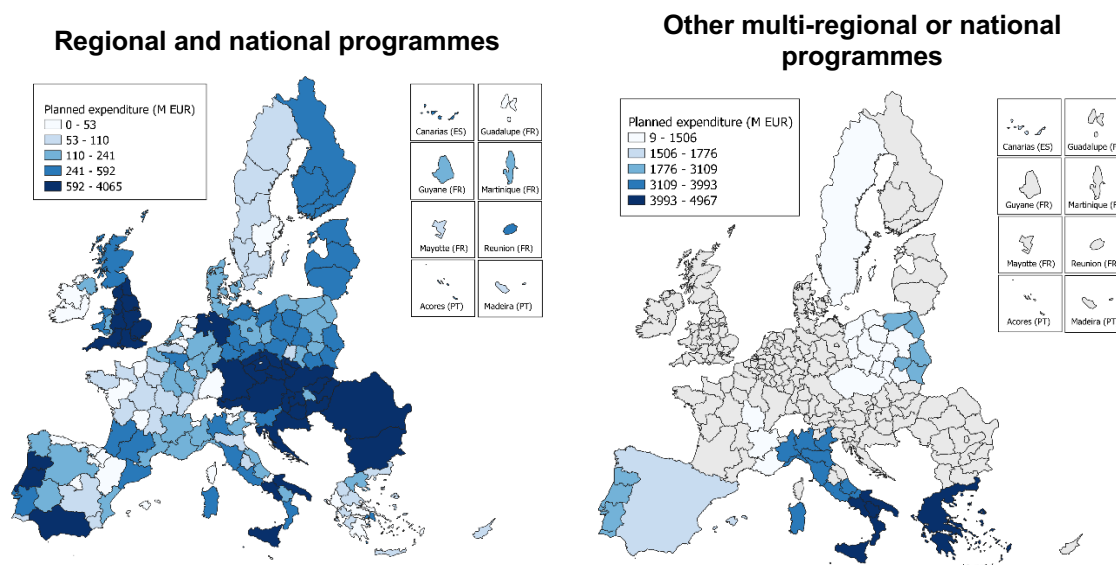 Regional and national programmes
Planned expenditure (M EUR)
0 - 53
53 - 110
110 - 241
241 - 592
592 - 4065
Canarias (ES)
Guadalupe (FR)
Guyane (FR)
Martinique (FR)
Mayotte (FR)
Reunion (FR)
Acores (PT)
Madeira (PT)
Other multi-regional or national
programmes
Planned expenditure (M EUR)
9 - 1506
1506 - 1776
1776 - 3109
3109 - 3993
3993 - 4967
Canarias (ES)
Guadalupe (F
Guyane (FR)
Martinique (F
Mayotte (FR)
Reunion (FR
Acores (PT)
Madeira (PT)